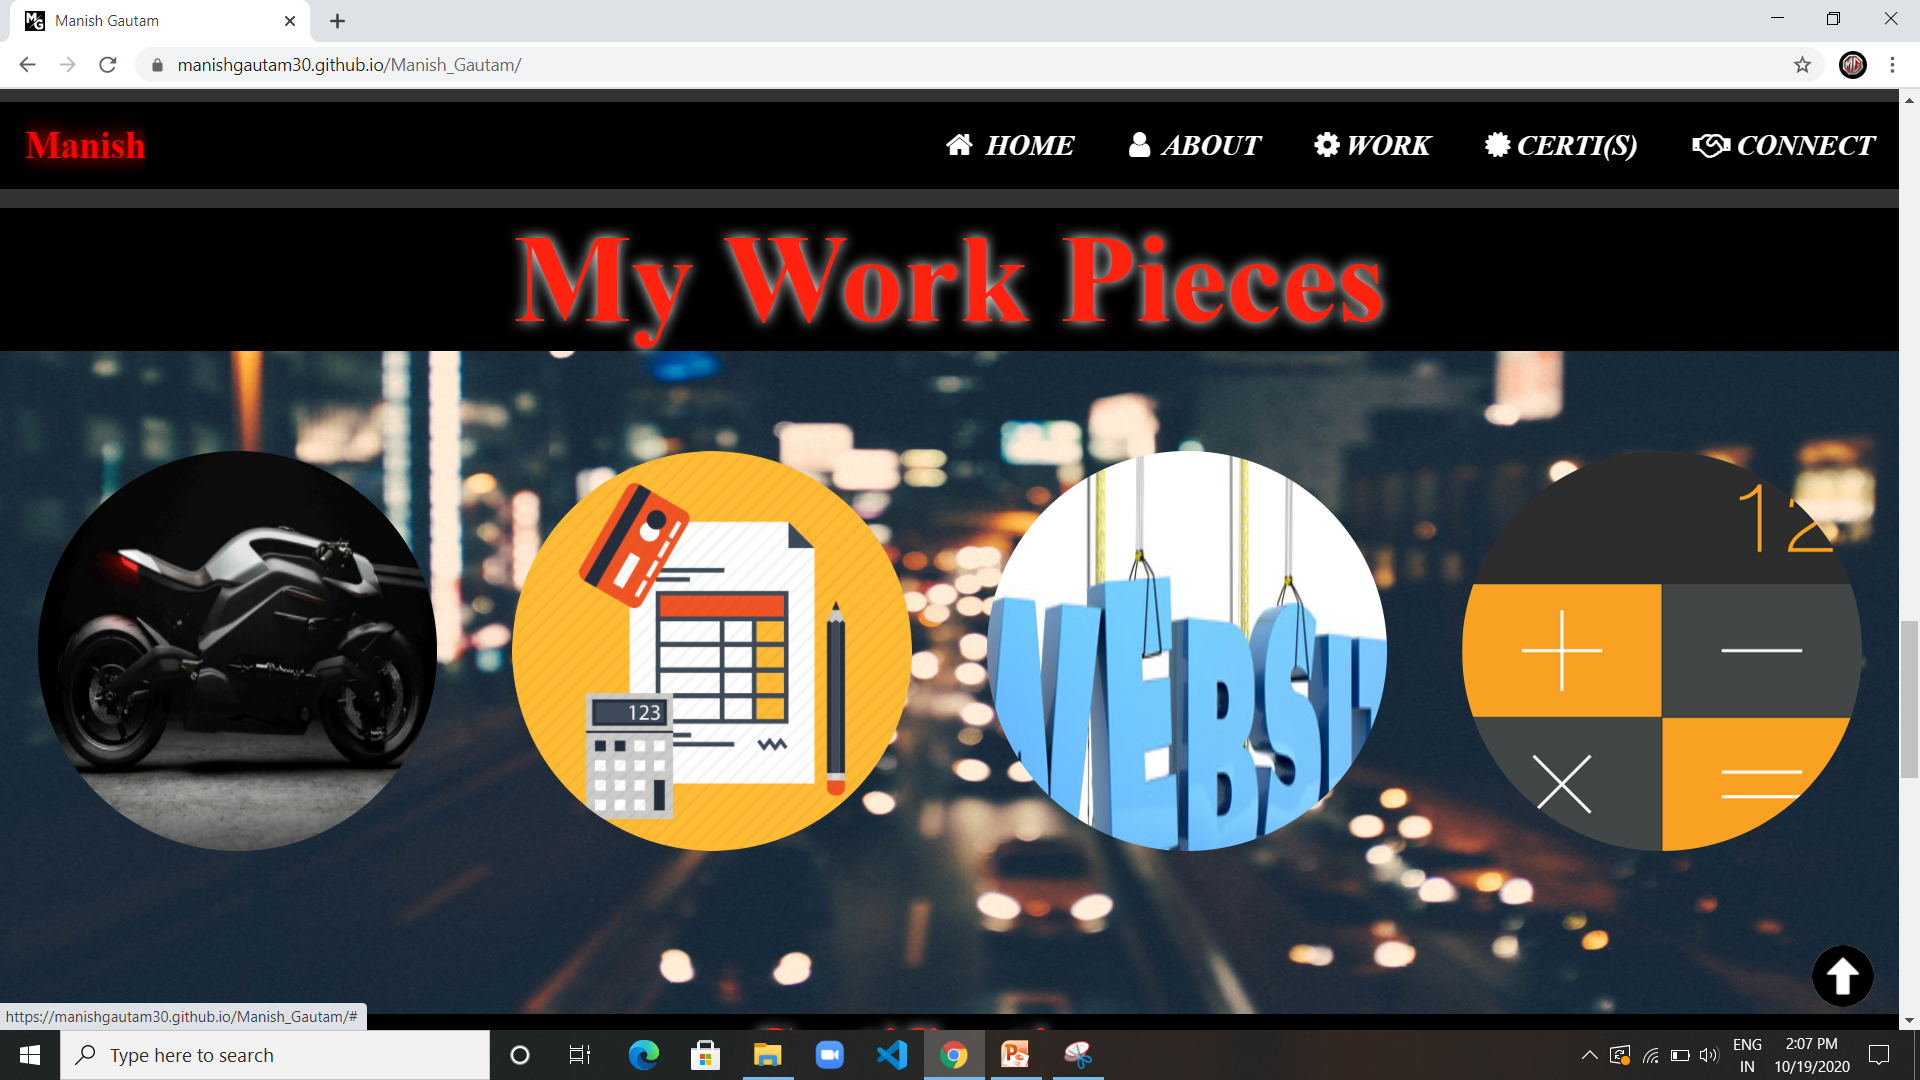 Manish Gautam
manishgautam30.github.io/Manish_Gautam/
Manish
HOME
ABOUT
WORK
CERTI(S)
CONNECT
My Work Pieces
123
WEBSIT
12
https://manishgautam30.github.io/Manish_Gautam/#
Type here to search
ENG
IN
2:07 PM
10/19/2020